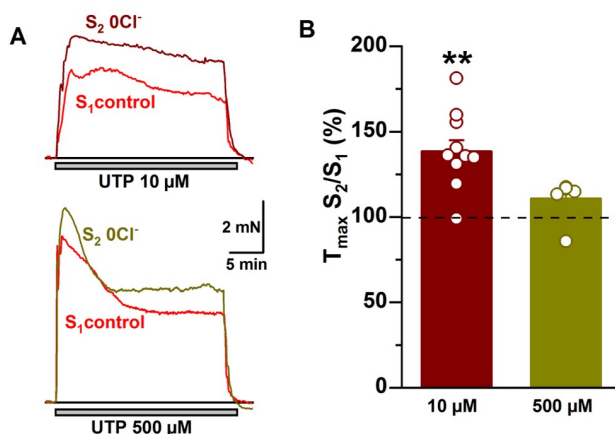 A
S₂ 0Cl⁻
S₁control
UTP 10 µM
S₂ 0Cl⁻
2 mN
5 min
S₁control
UTP 500 µM
B
T_max S₂/S₁ (%)
200
150
100
50
0
**
10 µM
500 µM